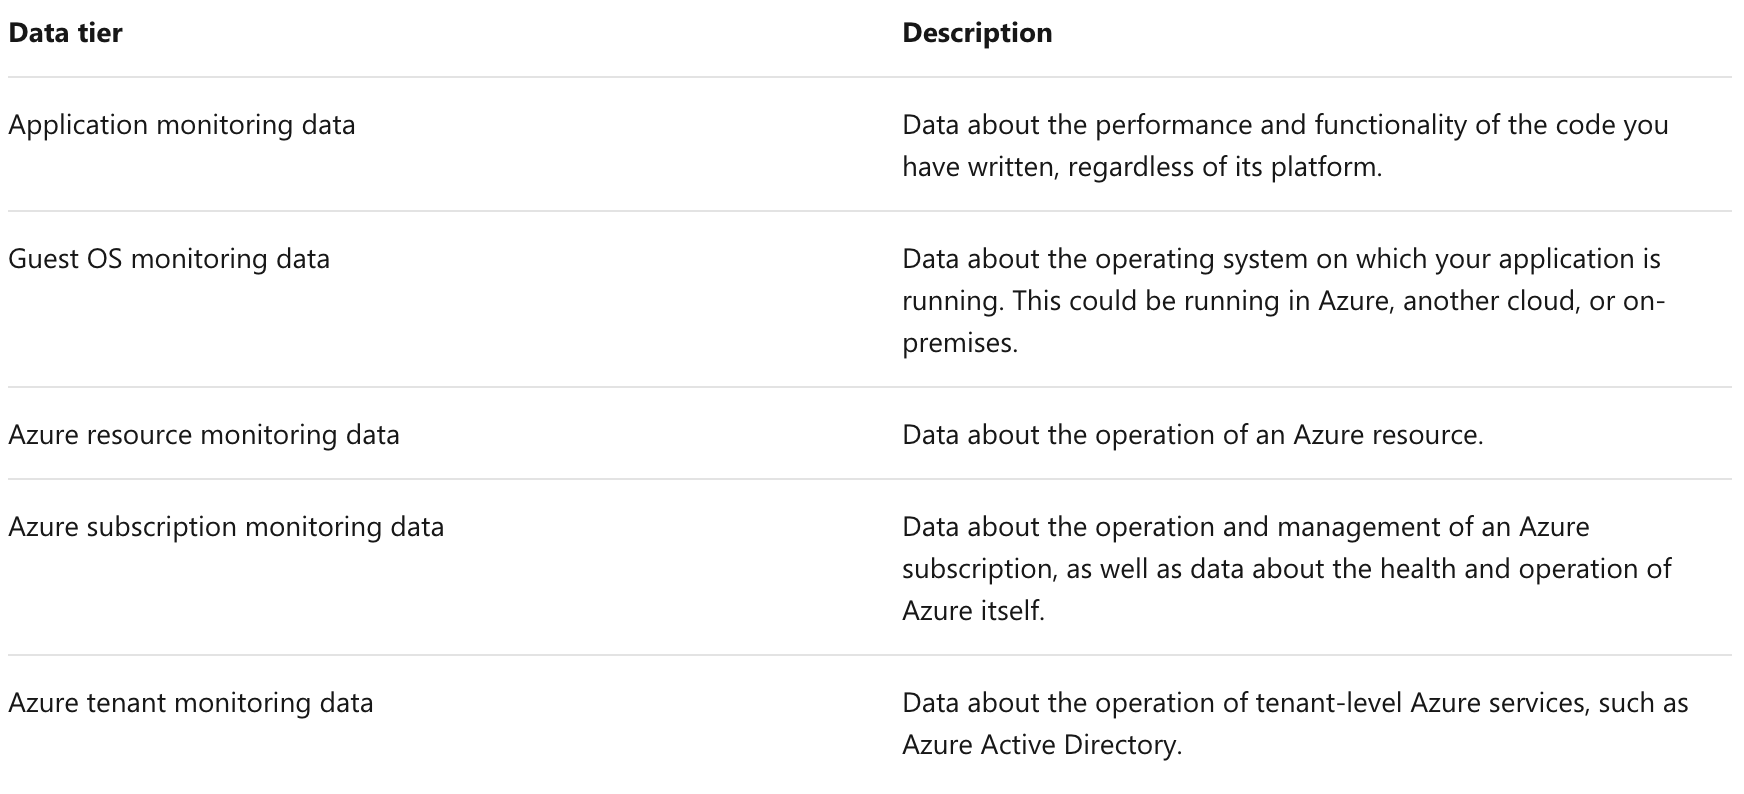 Data tier Description
Application monitoring data Data about the performance and functionality of the code you
have written, regardless of its platform.
Guest OS monitoring data Data about the operating system on which your application is
running. This could be running in Azure, another cloud, or on-
premises.
Azure resource monitoring data Data about the operation of an Azure resource.
Azure subscription monitoring data Data about the operation and management of an Azure
subscription, as well as data about the health and operation of
Azure itself.
Azure tenant monitoring data Data about the operation of tenant-level Azure services, such as
Azure Active Directory.